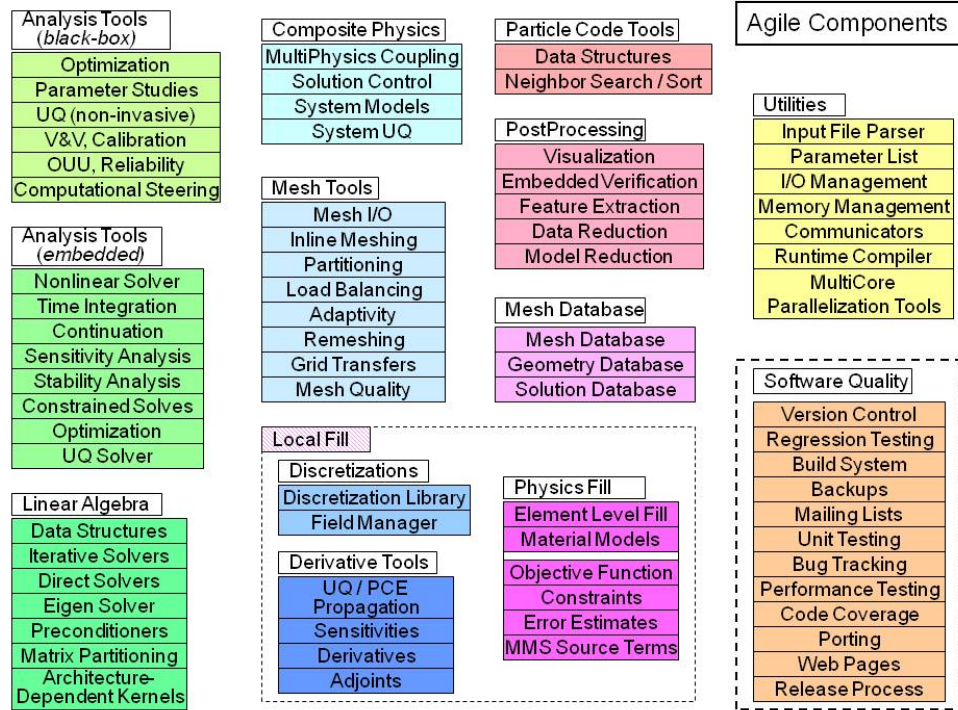 Analysis Tools
(black-box)
Optimization
Parameter Studies
UQ (non-invasive)
V&V, Calibration
OUU, Reliability
Computational Steering
Analysis Tools
(embedded)
Nonlinear Solver
Time Integration
Continuation
Sensitivity Analysis
Stability Analysis
Constrained Solves
Optimization
UQ Solver
Linear Algebra
Data Structures
Iterative Solvers
Direct Solvers
Eigen Solver
Preconditioners
Matrix Partitioning
Architecture-
Dependent Kernels
Composite Physics
MultiPhysics Coupling
Solution Control
System Models
System UQ
Mesh Tools
Mesh I/O
Inline Meshing
Partitioning
Load Balancing
Adaptivity
Remeshing
Grid Transfers
Mesh Quality
Particle Code Tools
Data Structures
Neighbor Search / Sort
PostProcessing
Visualization
Embedded Verification
Feature Extraction
Data Reduction
Model Reduction
Mesh Database
Mesh Database
Geometry Database
Solution Database
Local Fill
Discretizations
Discretization Library
Field Manager
Derivative Tools
UQ / PCE
Propagation
Sensitivities
Derivatives
Adjoints
Physics Fill
Element Level Fill
Material Models
Objective Function
Constraints
Error Estimates
MMS Source Terms
Agile Components
Utilities
Input File Parser
Parameter List
I/O Management
Memory Management
Communicators
Runtime Compiler
MultiCore
Parallelization Tools
Software Quality
Version Control
Regression Testing
Build System
Backups
Mailing Lists
Unit Testing
Bug Tracking
Performance Testing
Code Coverage
Porting
Web Pages
Release Process